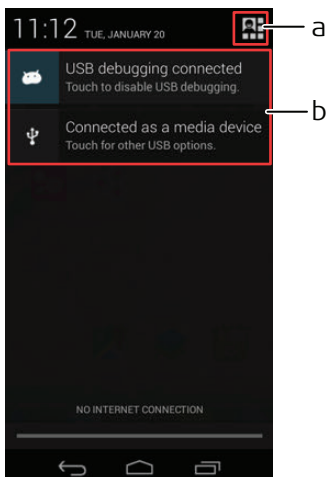 11:12 TUE, JANUARY 20
a
USB debugging connected
Touch to disable USB debugging.
b
Connected as a media device
Touch for other USB options.
NO INTERNET CONNECTION